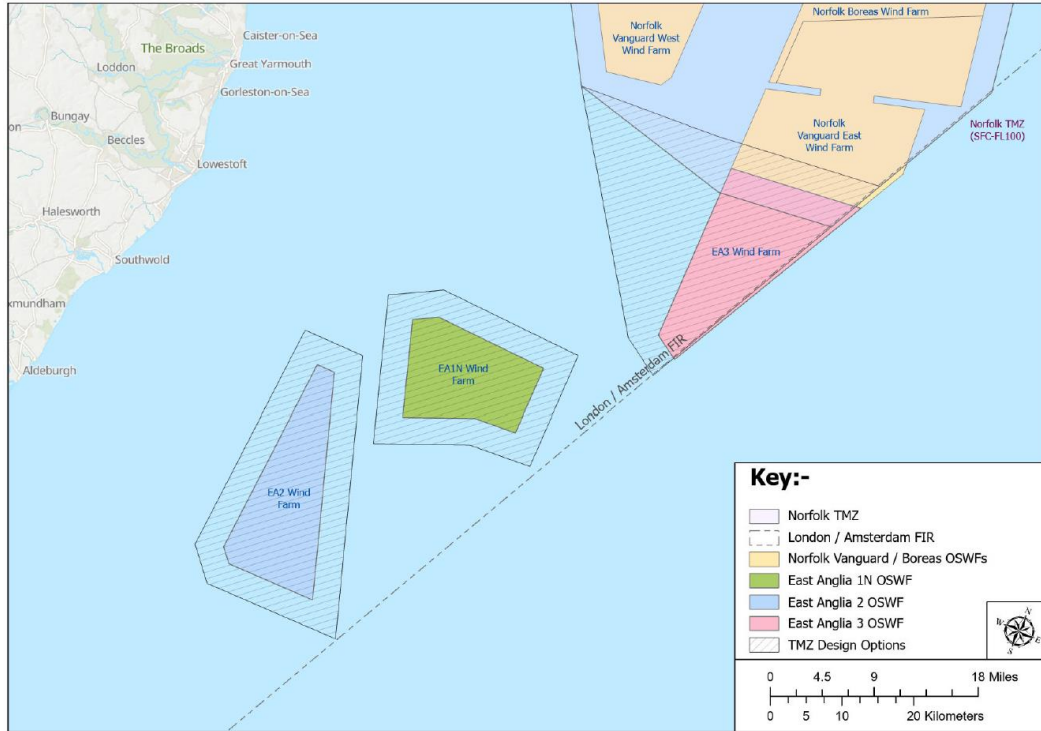 Caister-on-Sea
The Broads
Loddon
Great Yarmouth
Gorleston-on-Sea
Bungay
on
Beccles
Lowestoft
Halesworth
Southwold
xmundham
Aldeburgh
Norfolk
Vanguard West
Wind Farm
Norfolk Boreas Wind Farm
Norfolk
Vanguard East
Wind Farm
Norfolk TMZ
(SFC-FL100)
EA3 Wind Farm
London / Amsterdam FIR
EA1N Wind
Farm
EA2 Wind
Farm
Key:-
Norfolk TMZ
London / Amsterdam FIR
Norfolk Vanguard / Boreas OSWFs
East Anglia 1N OSWF
East Anglia 2 OSWF
East Anglia 3 OSWF
TMZ Design Options
N
W
E
S
0 4.5 9 18 Miles
0 5 10 20 Kilometers